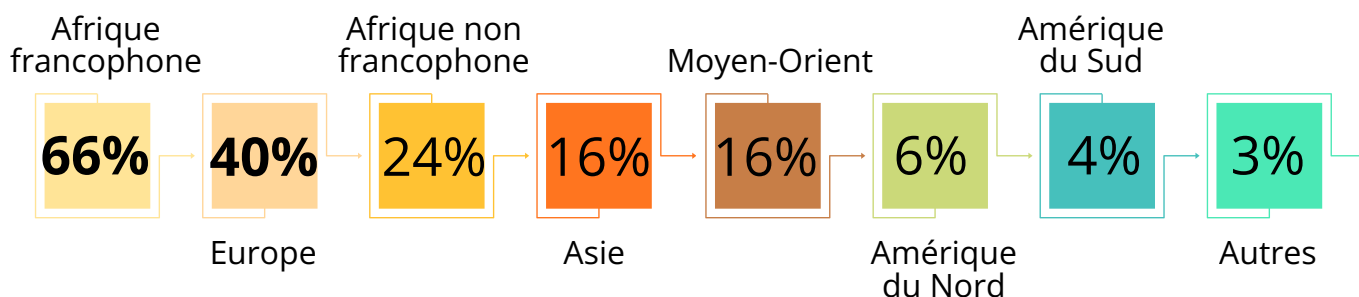 Afrique
francophone
66%
40%
Europe
Afrique non
francophone
24%
16%
Asie
Moyen-Orient
16%
6%
Amérique
du Nord
Amérique
du Sud
4%
3%
Autres